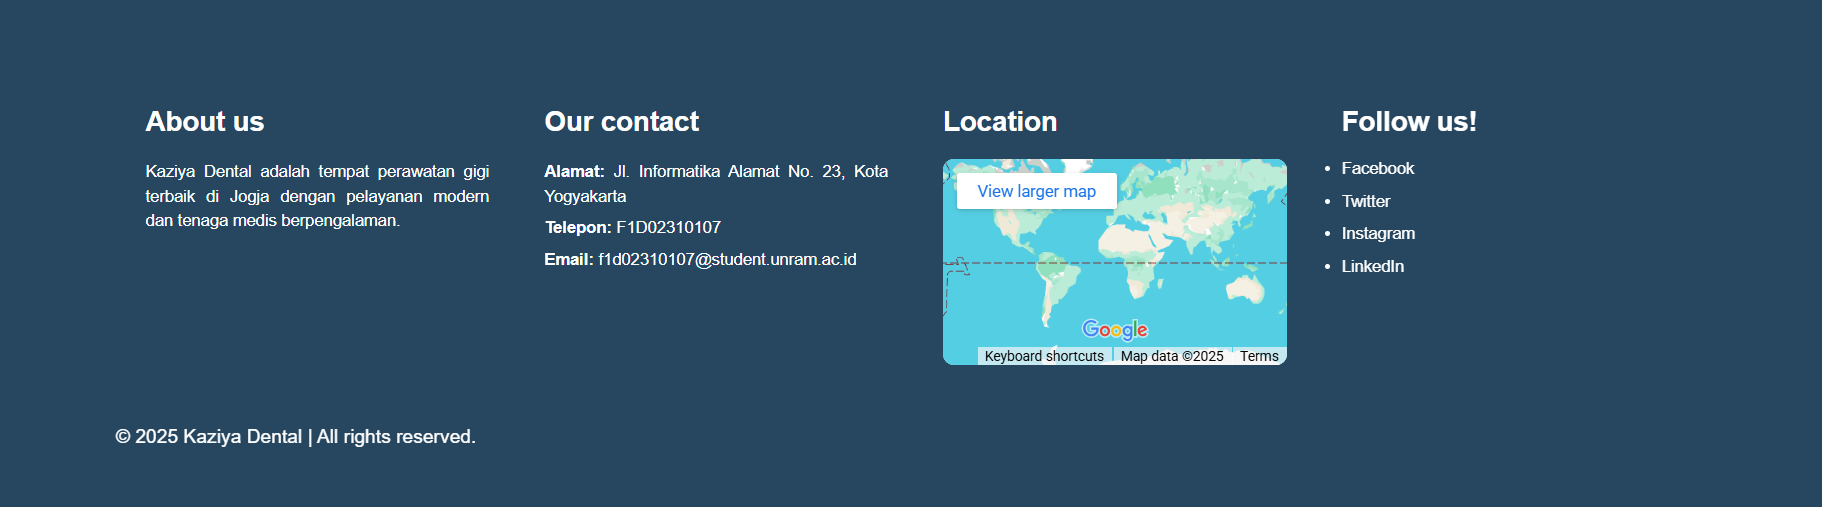 About us
Kaziya Dental adalah tempat perawatan gigi
terbaik di Jogja dengan pelayanan modern
dan tenaga medis berpengalaman.
Our contact
Alamat: Jl. Informatika Alamat No. 23, Kota
Yogyakarta
Telepon: F1D02310107
Email: f1d02310107@student.unram.ac.id
Location
View larger map
Google
Keyboard shortcuts
Map data ©2025
Terms
Follow us!
• Facebook
• Twitter
• Instagram
• LinkedIn
© 2025 Kaziya Dental | All rights reserved.